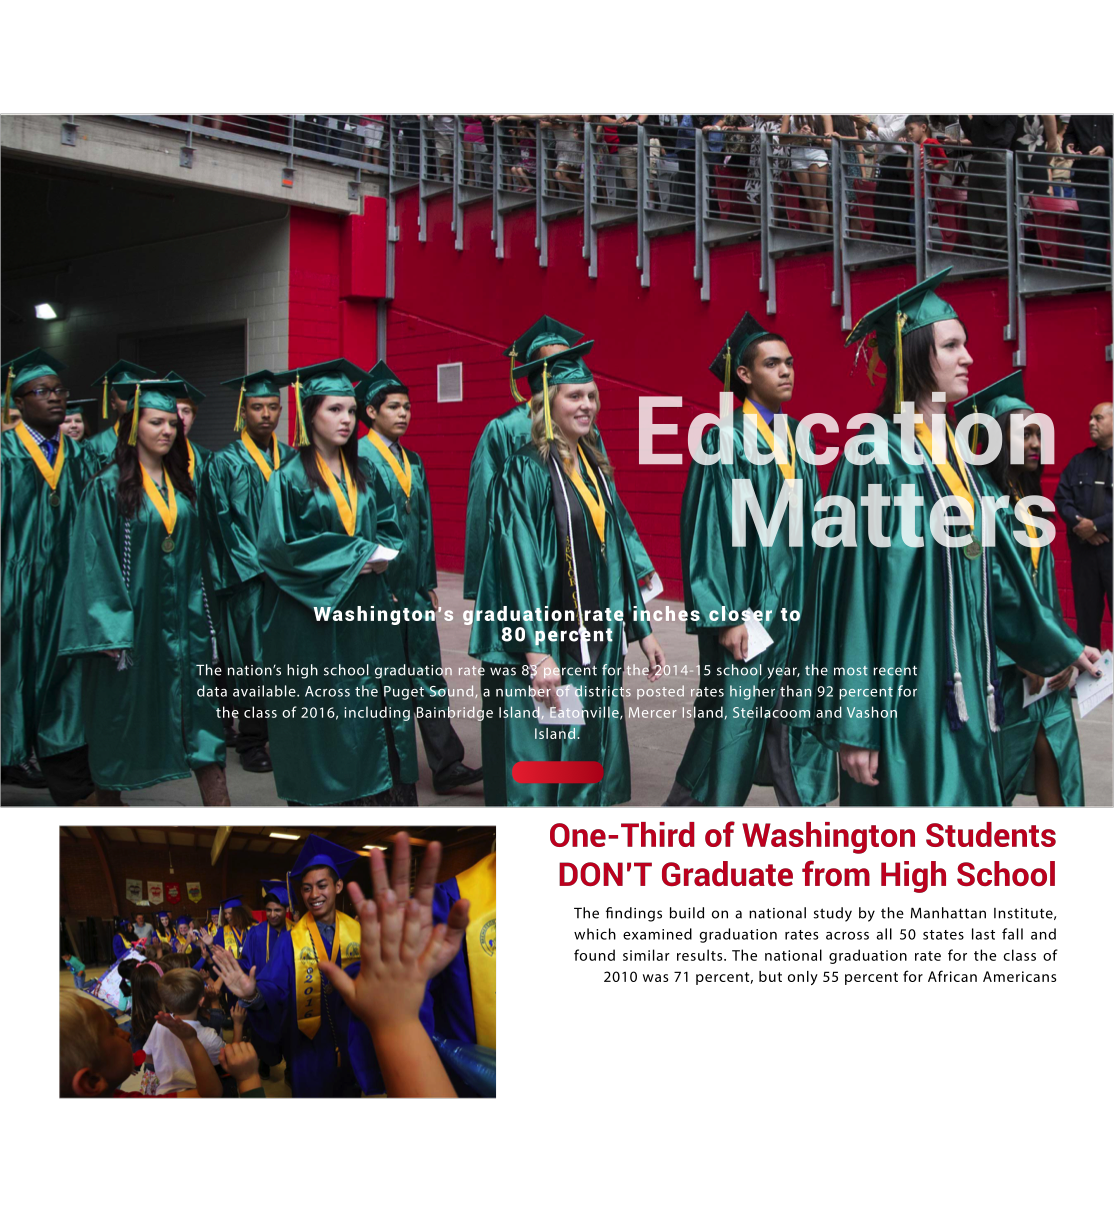 Education
Matters
Washington's graduation rate inches closer to
80 percent
The nation’s high school graduation rate was 83 percent for the 2014-15 school year, the most recent
data available. Across the Puget Sound, a number of districts posted rates higher than 92 percent for
the class of 2016, including Bainbridge Island, Eatonville, Mercer Island, Steilacoom and Vashon
Island.
One-Third of Washington Students
DON'T Graduate from High School
The findings build on a national study by the Manhattan Institute,
which examined graduation rates across all 50 states last fall and
found similar results. The national graduation rate for the class of
2010 was 71 percent, but only 55 percent for African Americans
2016